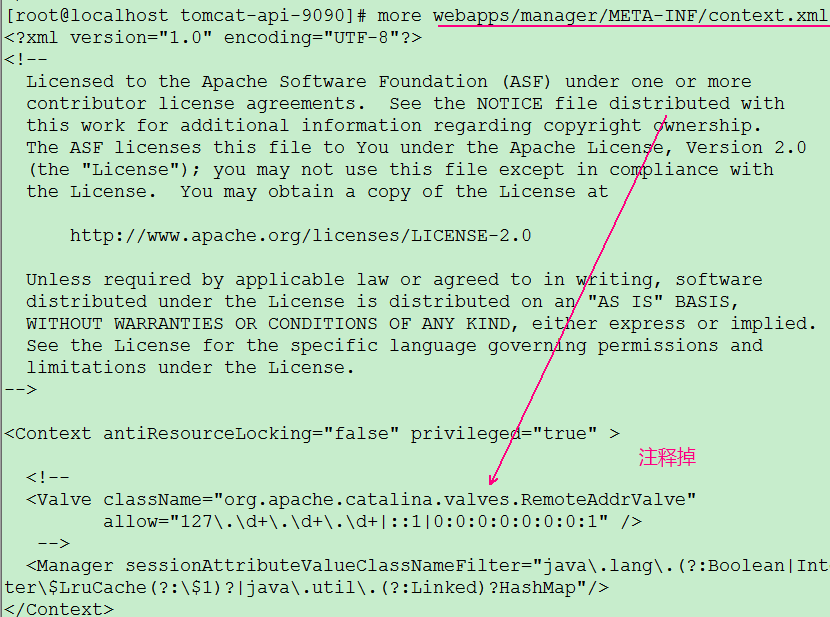 [root@localhost tomcat-api-9090]# more webapps/manager/META-INF/context.xml
<?xml version="1.0" encoding="UTF-8"?>
<!--
  Licensed to the Apache Software Foundation (ASF) under one or more
  contributor license agreements.  See the NOTICE file distributed with
  this work for additional information regarding copyright ownership.
  The ASF licenses this file to You under the Apache License, Version 2.0
  (the "License"); you may not use this file except in compliance with
  the License.  You may obtain a copy of the License at

      http://www.apache.org/licenses/LICENSE-2.0

  Unless required by applicable law or agreed to in writing, software
  distributed under the License is distributed on an "AS IS" BASIS,
  WITHOUT WARRANTIES OR CONDITIONS OF ANY KIND, either express or implied.
  See the License for the specific language governing permissions and
  limitations under the License.
-->

<Context antiResourceLocking="false" privileged="true" >
注释掉
  <!--
  <Valve className="org.apache.catalina.valves.RemoteAddrValve"
         allow="127\.\d+\.\d+\.\d+|::1|0:0:0:0:0:0:0:1" />
   -->
  <Manager sessionAttributeValueClassNameFilter="java\.lang\.(?:Boolean|Int
ter\$LruCache(?:\$1)?|java\.util\.(?:Linked)?HashMap"/>
</Context>